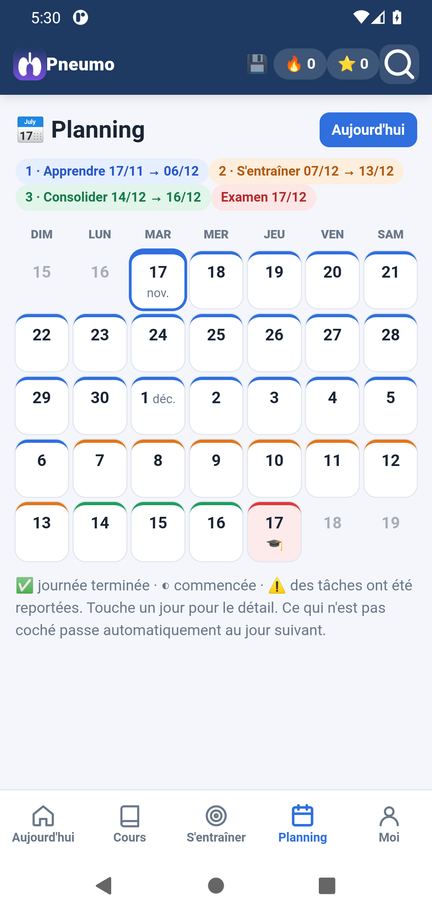 5:30
Pneumo
🔥 0
⭐ 0
July 17
Planning
Aujourd'hui
1 · Apprendre 17/11 → 06/12
2 · S'entraîner 07/12 → 13/12
3 · Consolider 14/12 → 16/12
Examen 17/12
DIM LUN MAR MER JEU VEN SAM
15 16 17 nov. 18 19 20 21
22 23 24 25 26 27 28
29 30 1 déc. 2 3 4 5
6 7 8 9 10 11 12
13 14 15 16 17 🎓 18 19
✅ journée terminée · ◐ commencée · ⚠️ des tâches ont été
reportées. Touche un jour pour le détail. Ce qui n'est pas
coché passe automatiquement au jour suivant.
Aujourd'hui Cours S'entraîner Planning Moi